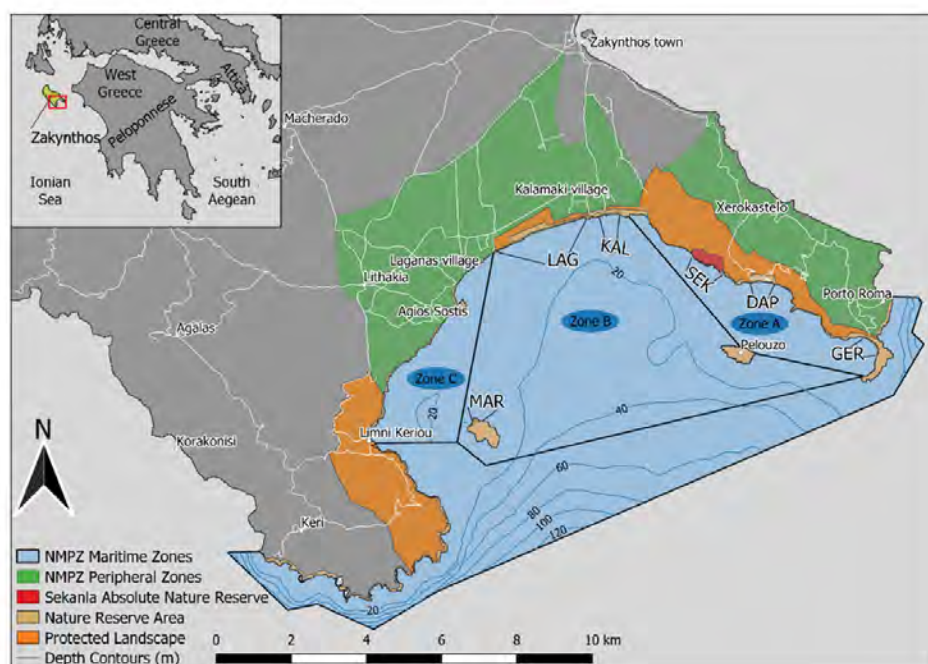 Central
Greece
West
Greece
Attica
Peloponnese
Zakynthos
Ionian
Sea
South
Aegean
Zakynthos town
Macherado
Kalamaki village
Xerokastelo
Laganas village
LAG
KAL
20
SEK
Lithakia
DAP
Porto Roma
Agios Sostis
Zone B
Zone A
Agalas
Pelouzo
GER
Zone C
MAR
20
40
Korakonisi
Limni Keriou
N
60
80
100
120
Keri
20
NMPZ Maritime Zones
NMPZ Peripheral Zones
Sekania Absolute Nature Reserve
Nature Reserve Area
Protected Landscape
Depth Contours (m)
0 2 4 6 8 10 km